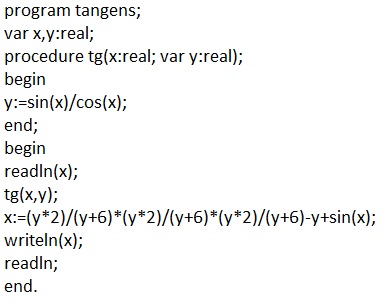 program tangens;
var x,y:real;
procedure tg(x:real; var y:real);
begin
y:=sin(x)/cos(x);
end;
begin
readln(x);
tg(x,y);
x:=(y*2)/(y+6)*(y*2)/(y+6)*(y*2)/(y+6)-y+sin(x);
writeln(x);
readln;
end.